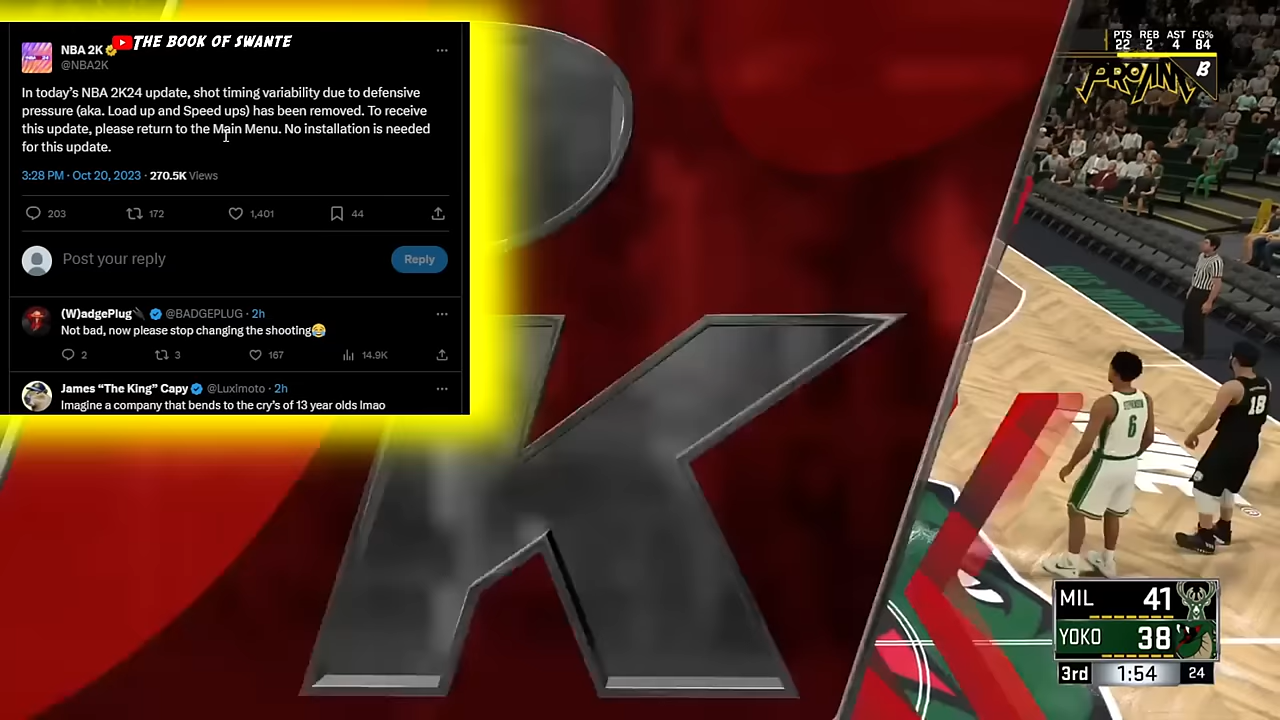 THE BOOK OF SWANTE
NBA 2K
@NBA2K
In today's NBA 2K24 update, shot timing variability due to defensive
pressure (aka. Load up and Speed ups) has been removed. To receive
this update, please return to the Main Menu. No installation is needed
for this update.
3:28 PM · Oct 20, 2023 · 270.5K Views
203 172 1,401 44
Post your reply
Reply
(W)adgePlug @BADGEPLUG · 2h
Not bad, now please stop changing the shooting😂
2 3 167 14.9K
James “The King” Capy @Luximoto · 2h
Imagine a company that bends to the cry's of 13 year olds lmao
K
PTS REB AST FG%
22 2 4 84
PROAM
B
6
18
MIL 41
YOKO 38
3rd 1:54 24